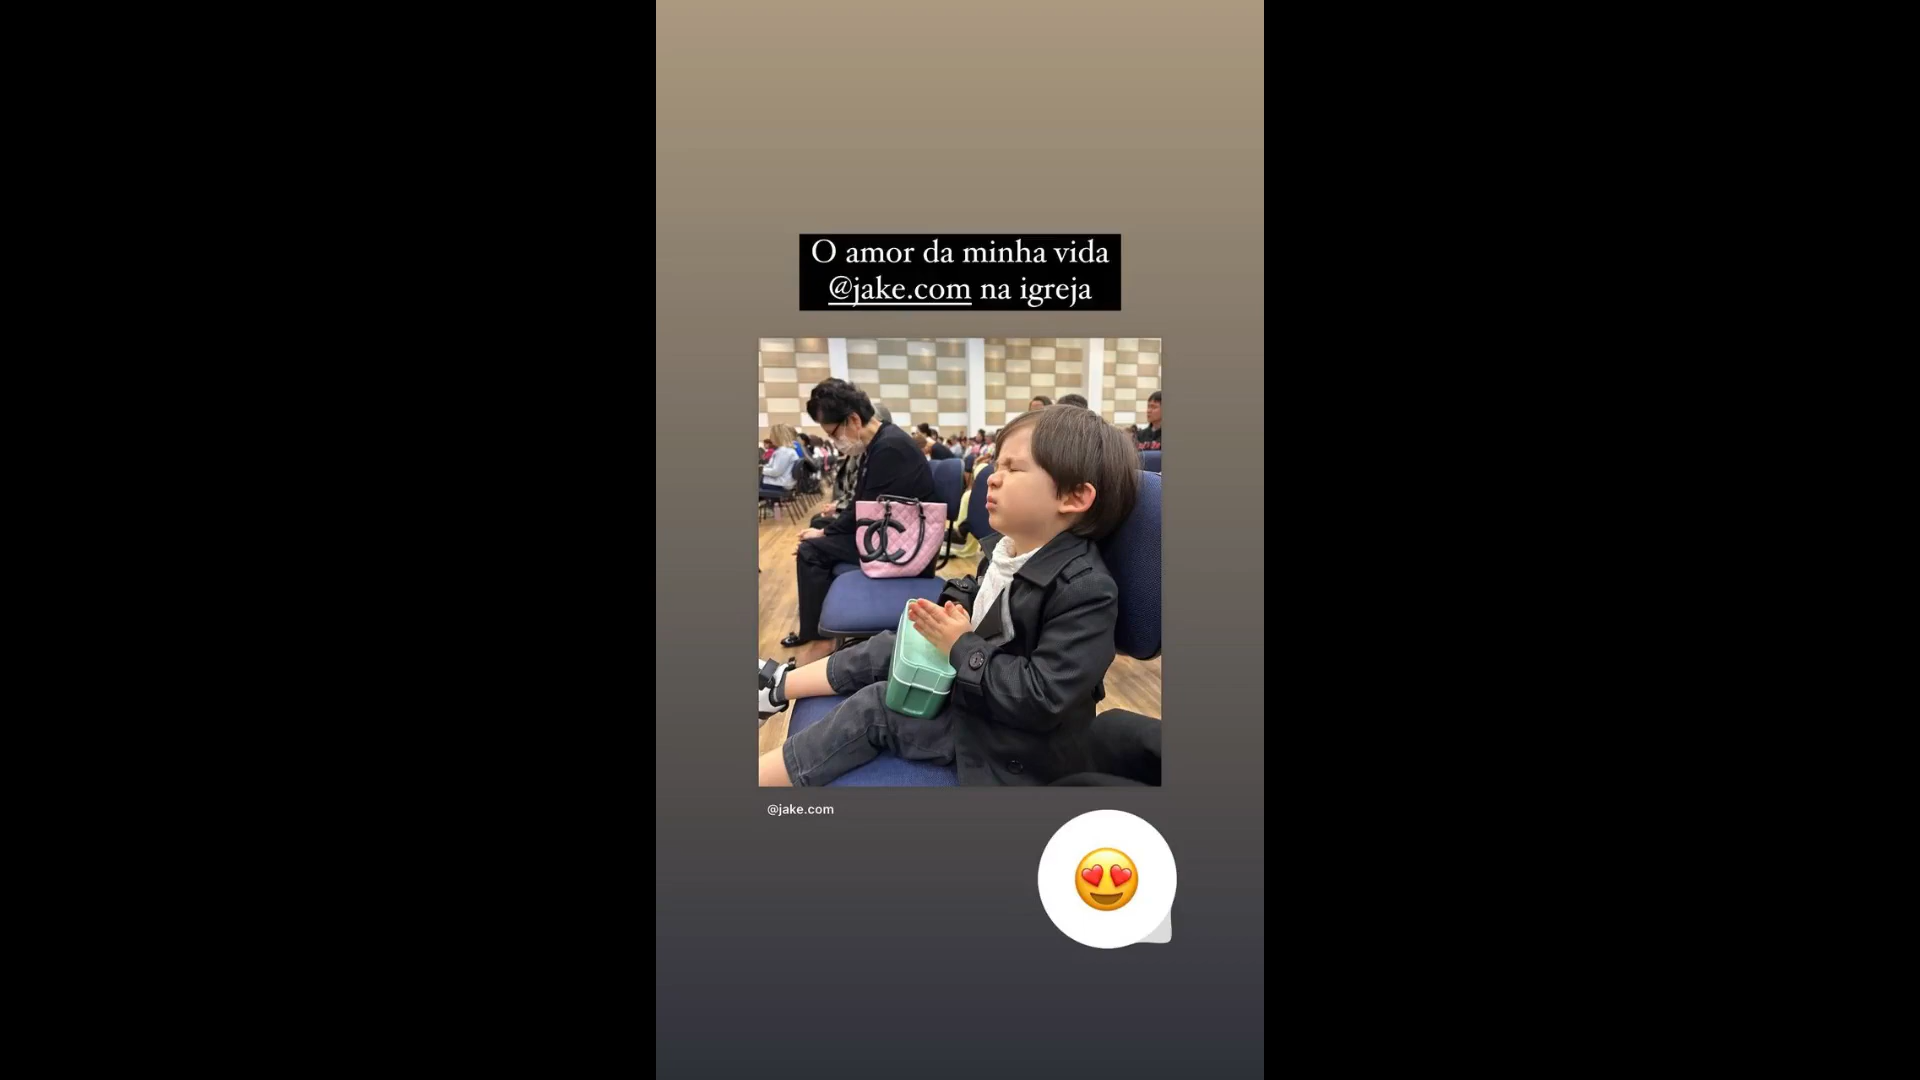 O amor da minha vida
@jake.com na igreja
@jake.com